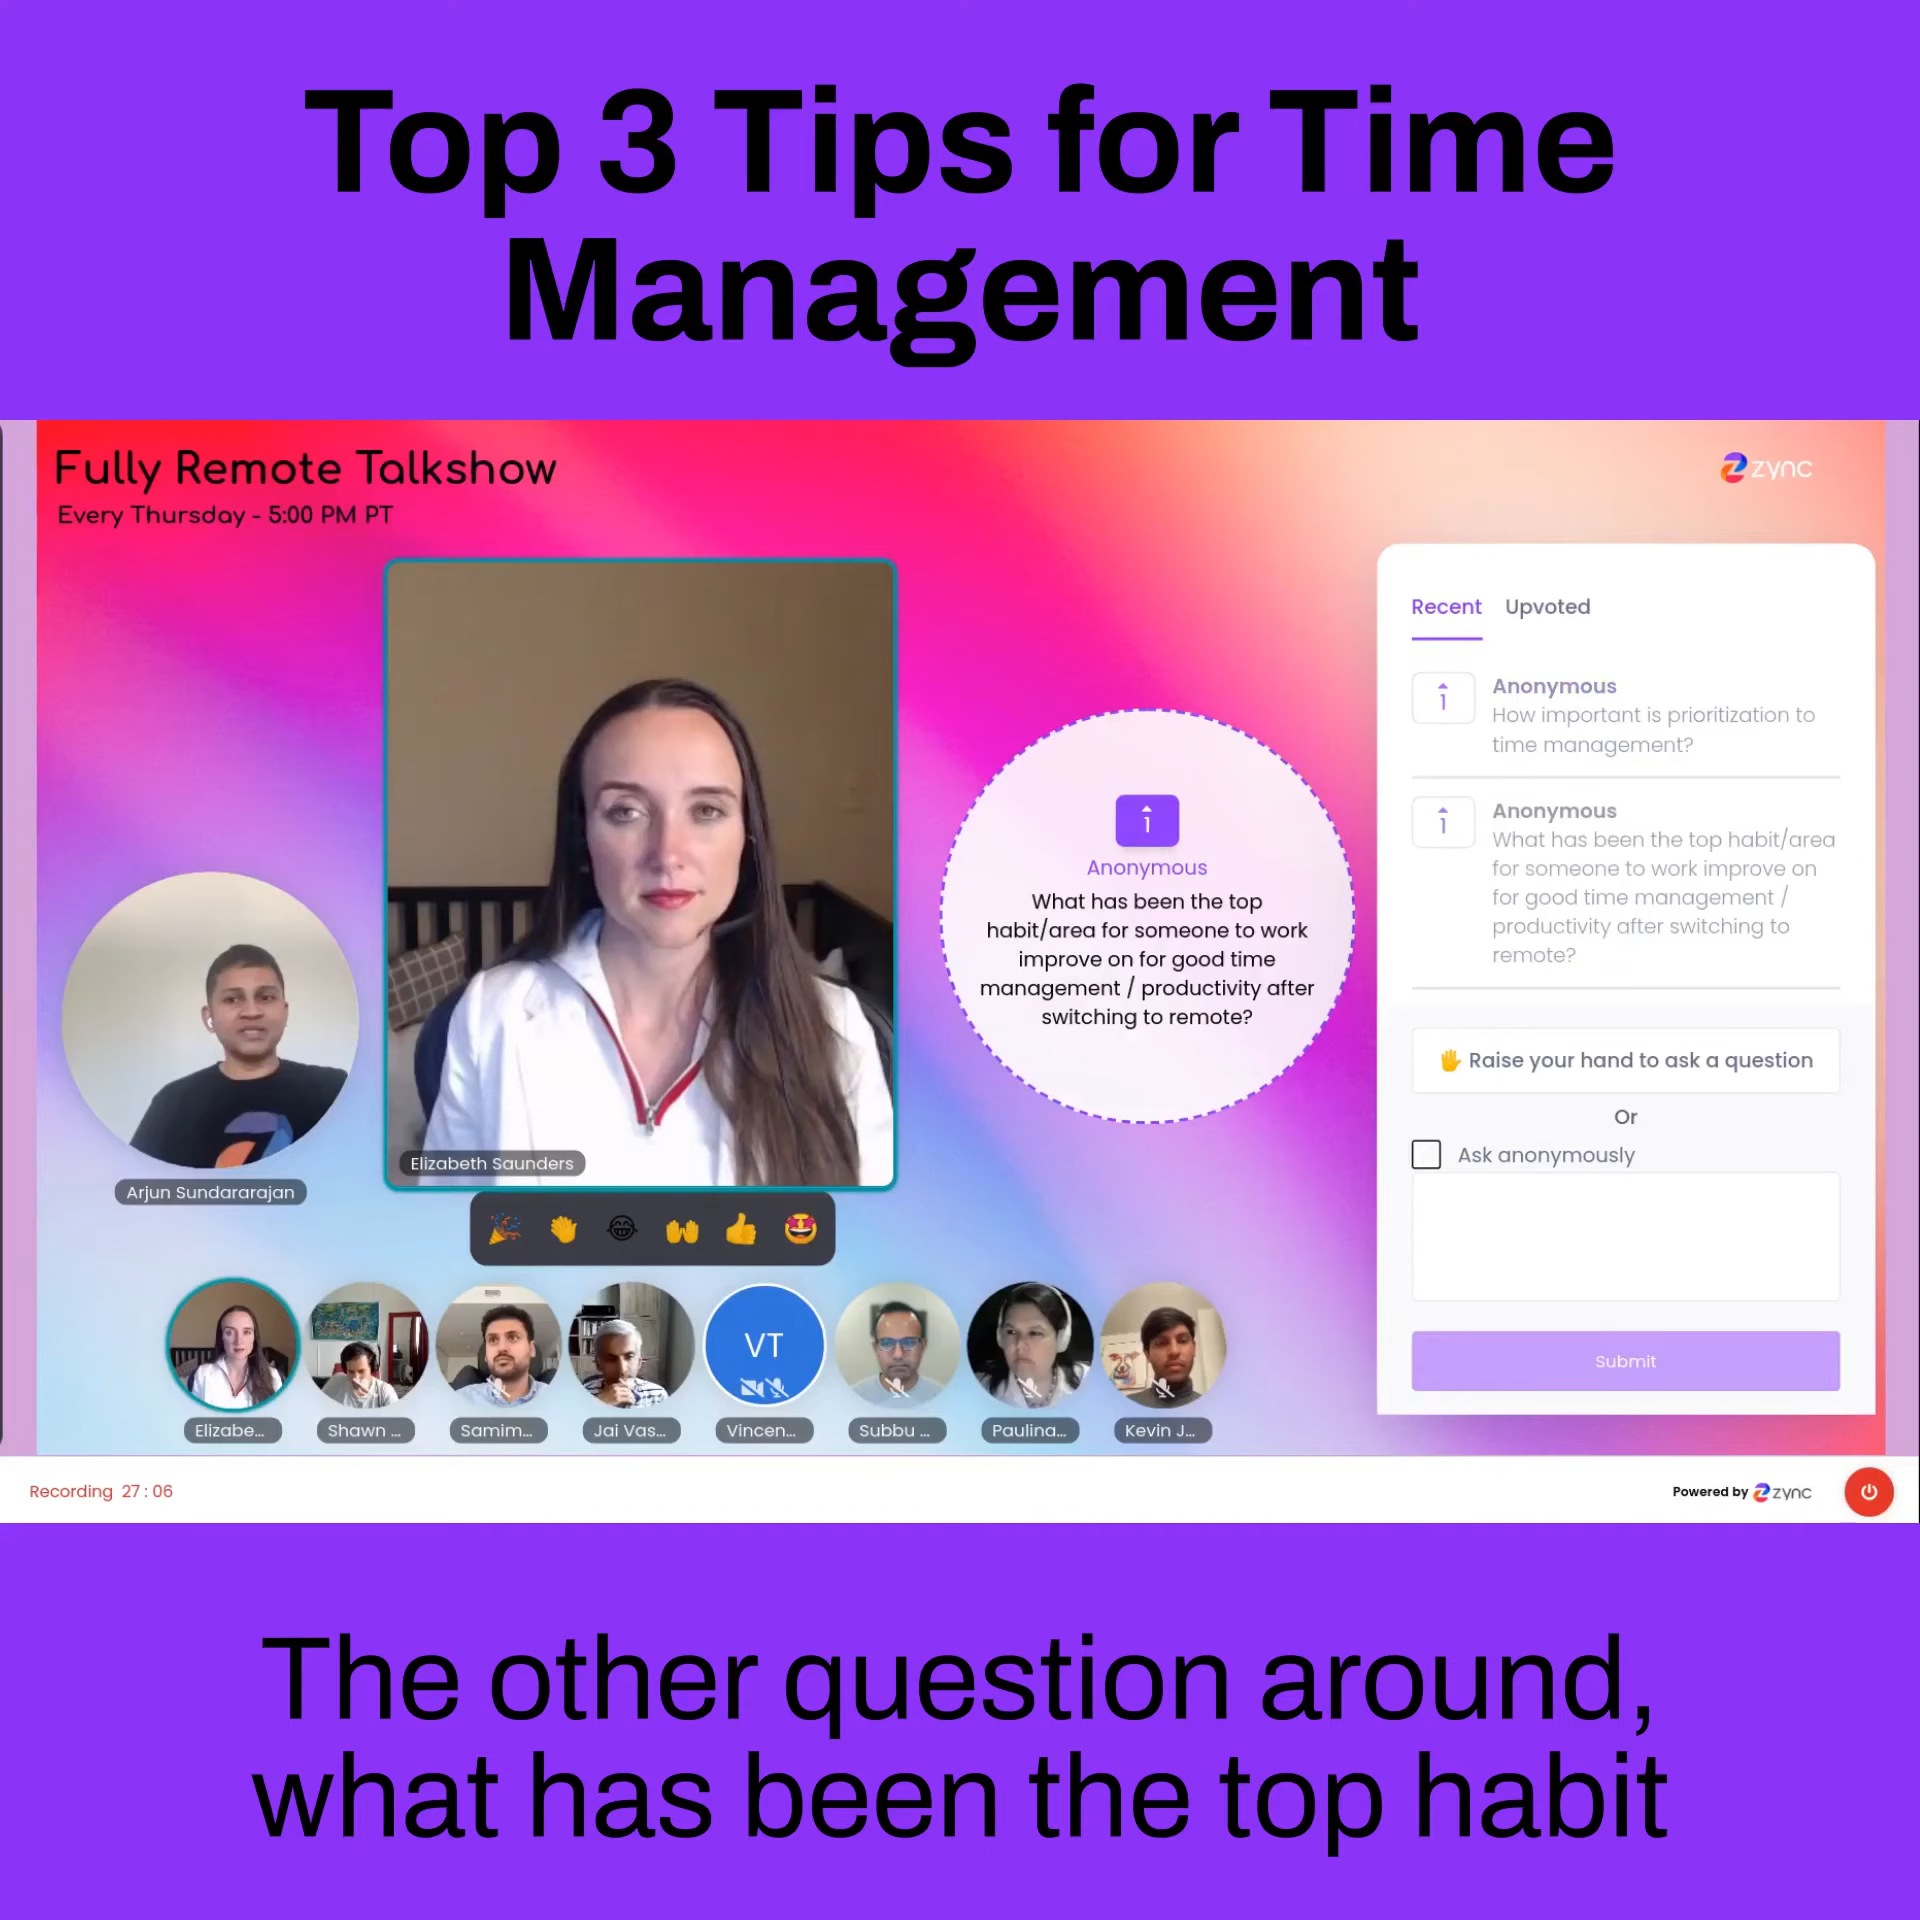 Top 3 Tips for Time
Management
Fully Remote Talkshow
Every Thursday - 5:00 PM PT
zync
Recent Upvoted
1
Anonymous
How important is prioritization to
time management?
1
Anonymous
What has been the top habit/area
for someone to work improve on
for good time management /
productivity after switching to
remote?
1
Anonymous
What has been the top
habit/area for someone to work
improve on for good time
management / productivity after
switching to remote?
Raise your hand to ask a question
Or
Ask anonymously
Submit
Elizabeth Saunders
Arjun Sundararajan
VT
Elizabe...
Shawn ...
Samim...
Jai Vas...
Vincen...
Subbu ...
Paulina...
Kevin J...
Recording 27 : 06
Powered by zync
The other question around,
what has been the top habit